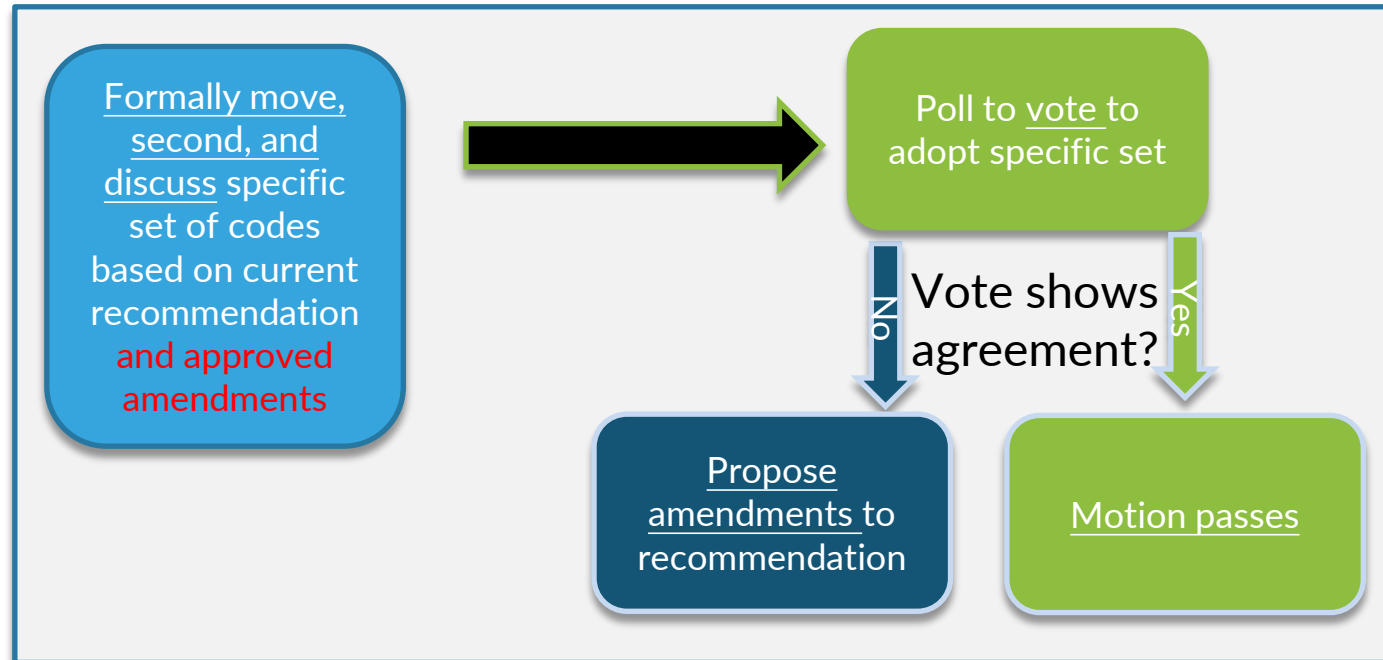 Formally move,
second, and
discuss specific
set of codes
based on current
recommendation
and approved
amendments
Poll to vote to
adopt specific set
No
Vote shows
agreement?
Yes
Propose
amendments to
recommendation
Motion passes